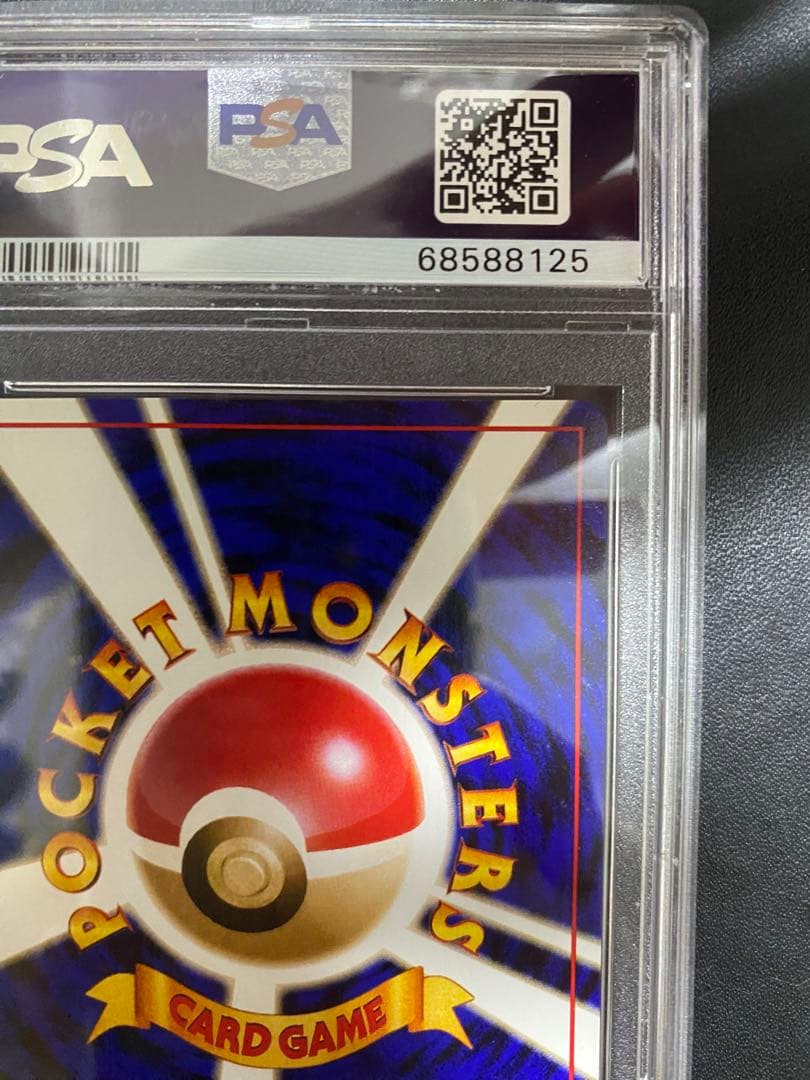 PSA
PSA
68588125
POCKET MONSTERS
CARD GAME